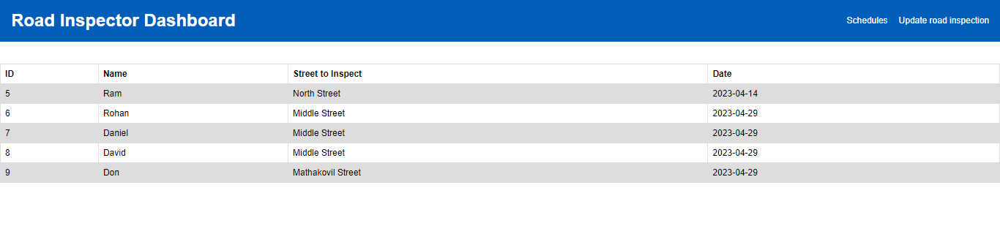 Road Inspector Dashboard Schedules Update road inspection
ID Name Street to Inspect Date
5 Ram North Street 2023-04-14
6 Rohan Middle Street 2023-04-29
7 Daniel Middle Street 2023-04-29
8 David Middle Street 2023-04-29
9 Don Mathakovil Street 2023-04-29